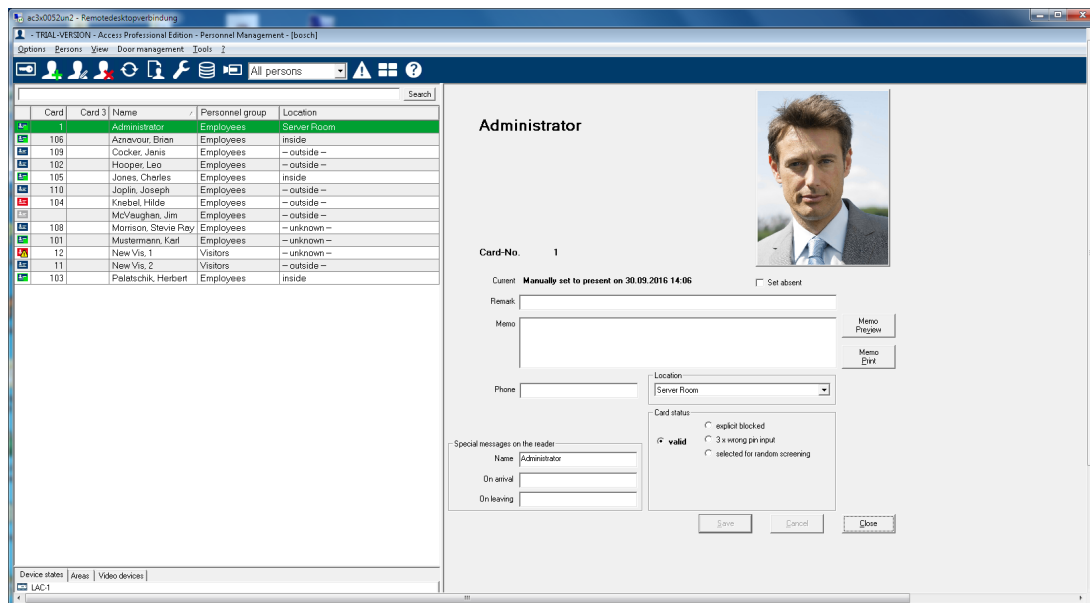 ac3x0052un2 - Remotedesktopverbindung
- TRIAL-VERSION - Access Professional Edition - Personnel Management - [bosch]
Options Persons View Door management Tools ?
All persons
Search
Card Card 3 Name Personnel group Location
1 Administrator Employees Server Room
106 Aznavour, Brian Employees inside
109 Cocker, Janis Employees – outside –
102 Hooper, Leo Employees – outside –
105 Jones, Charles Employees inside
110 Joplin, Joseph Employees – outside –
104 Knebel, Hilde Employees – outside –
McVaughan, Jim Employees – outside –
108 Morrison, Stevie Ray Employees – unknown –
101 Mustermann, Karl Employees – unknown –
12 New Vis, 1 Visitors – unknown –
11 New Vis, 2 Visitors – outside –
103 Palatschik, Herbert Employees inside
Administrator
Card-No. 1
Current Manually set to present on 30.09.2016 14:06
Set absent
Remark
Memo
Memo Preview
Memo Print
Phone
Location
Server Room
Card status
valid
explicit blocked
3 x wrong pin input
selected for random screening
Special messages on the reader
Name Administrator
On arrival
On leaving
Save Cancel Close
Device states Areas Video devices
LAC-1